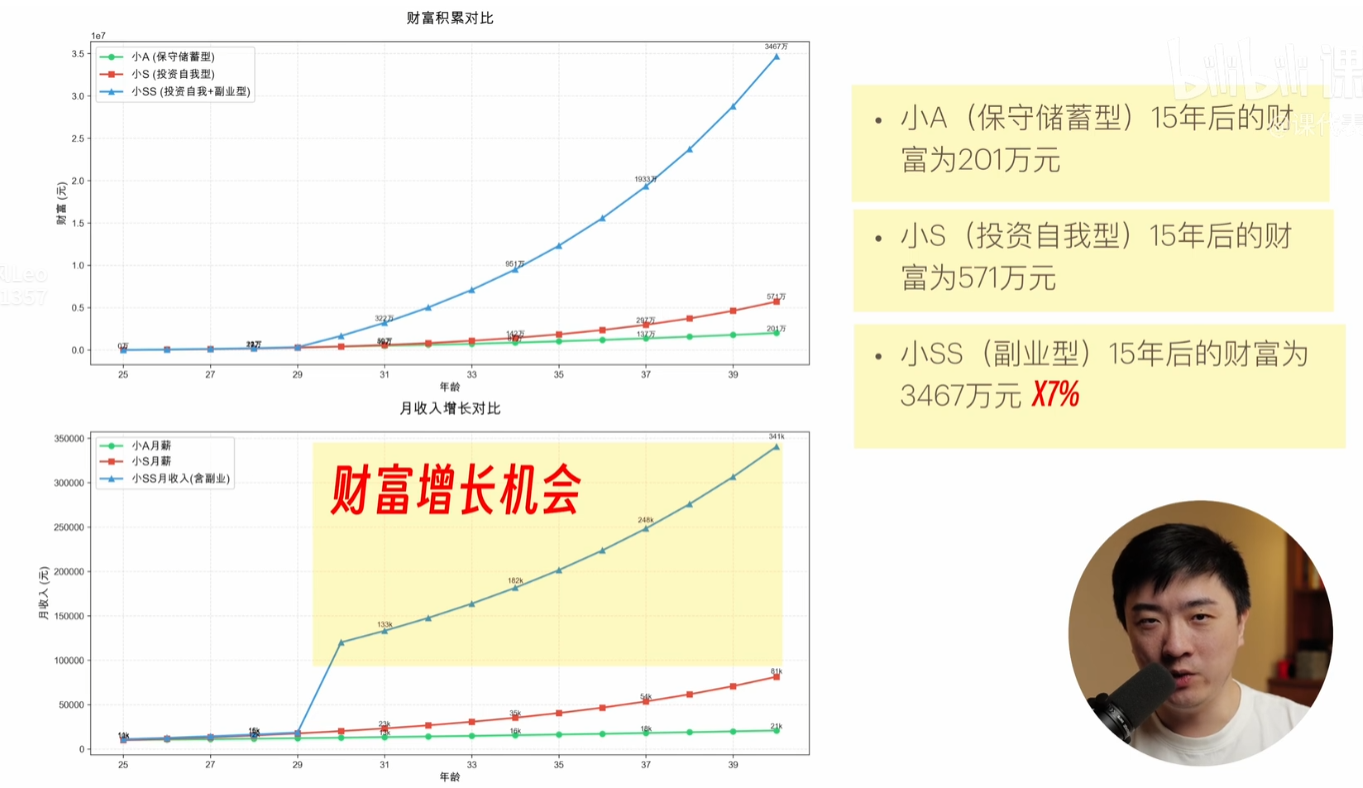 财富积累对比
1e7
小A (保守储蓄型)
小S (投资自我型)
小SS (投资自我+副业型)
财富 (元)
3.5
3.0
2.5
2.0
1.5
1.0
0.5
0.0
0万
322万
951万
1933万
3467万
142万
297万
571万
137万
201万
25 27 29 31 33 35 37 39
年龄
月收入增长对比
小A月薪
小S月薪
小SS月收入(含副业)
财富增长机会
月收入 (元)
350000
300000
250000
200000
150000
100000
50000
0
133k
182k
248k
341k
23k
35k
54k
81k
16k
18k
21k
25 27 29 31 33 35 37 39
年龄
• 小A（保守储蓄型）15年后的财
富为201万元
• 小S（投资自我型）15年后的财
富为571万元
• 小SS（副业型）15年后的财富为
3467万元 X7%
bilibili 课
Leo
1357